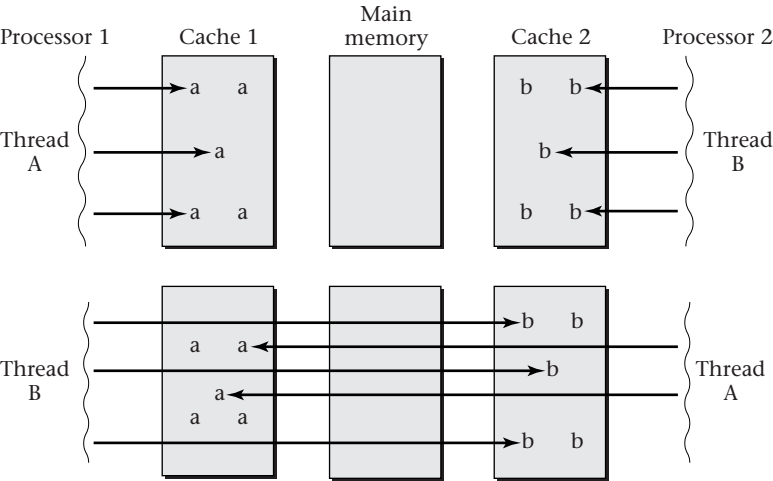 Processor 1
Cache 1
Main
memory
Cache 2
Processor 2
a a
b b
Thread
A
a
b
Thread
B
a a
b b
b b
a a
Thread
B
b
Thread
A
a
a a
b b